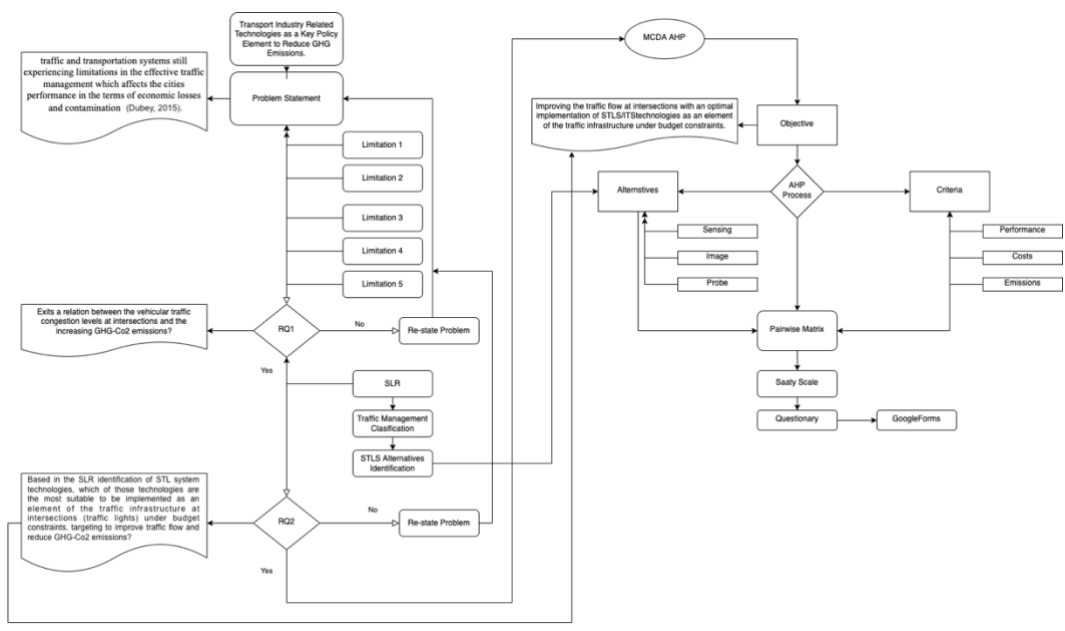 Transport Industry Related
Technologies as a Key Policy
Element to Reduce GHG
Emissions.
traffic and transportation systems still
experiencing limitations in the effective traffic
management which affects the cities
performance in the terms of economic losses
and contamination (Dubey, 2015).
Problem Statement
Limitation 1
Limitation 2
Limitation 3
Limitation 4
Limitation 5
Exits a relation between the vehicular traffic
congestion levels at intersections and the
increasing GHG-Co2 emissions?
RQ1
No
Re-state Problem
Yes
SLR
Traffic Management
Clasification
STLS Alternatives
Identification
Based in the SLR identification of STL system
technologies, which of those technologies are
the most suitable to be implemented as an
element of the traffic infrastructure at
intersections (traffic lights) under budget
constraints, targeting to improve traffic flow and
reduce GHG-Co2 emissions?
RQ2
No
Re-state Problem
Yes
MCDA AHP
Improving the traffic flow at intersections with an optimal
implementation of STLS/ITStechnologies as an element
of the traffic infrastructure under budget constraints.
Objective
Alternstives
AHP
Process
Criteria
Sensing
Image
Probe
Performance
Costs
Emissions
Pairwise Matrix
Saaty Scale
Questionary
GoogleForms